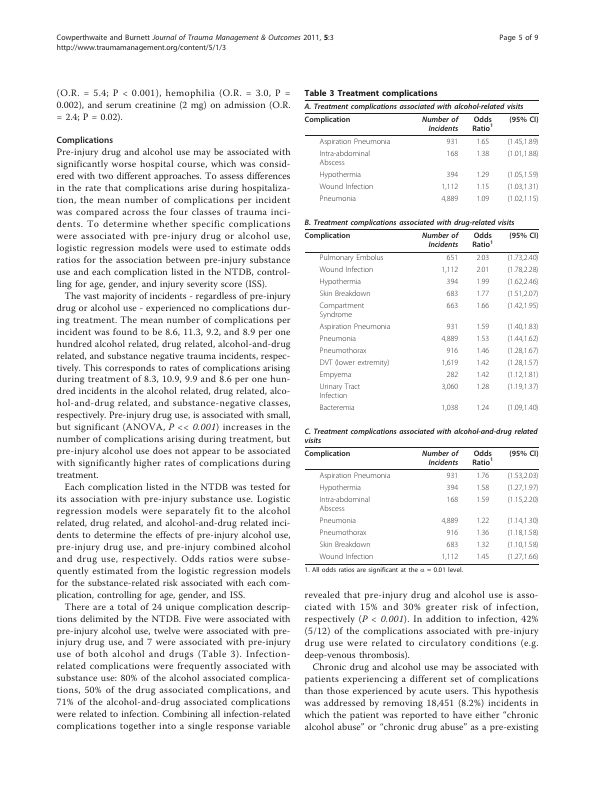 Cowperthwaite and Burnett Journal of Trauma Management & Outcomes 2011, 5:3
http://www.traumamanagement.org/content/5/1/3
Page 5 of 9
(O.R. = 5.4; P < 0.001), hemophilia (O.R. = 3.0, P =
0.002), and serum creatinine (2 mg) on admission (O.R.
= 2.4; P = 0.02).
Complications
Pre-injury drug and alcohol use may be associated with
significantly worse hospital course, which was consid-
ered with two different approaches. To assess differences
in the rate that complications arise during hospitaliza-
tion, the mean number of complications per incident
was compared across the four classes of trauma inci-
dents. To determine whether specific complications
were associated with pre-injury drug or alcohol use,
logistic regression models were used to estimate odds
ratios for the association between pre-injury substance
use and each complication listed in the NTDB, control-
ling for age, gender, and injury severity score (ISS).
The vast majority of incidents - regardless of pre-injury
drug or alcohol use - experienced no complications dur-
ing treatment. The mean number of complications per
incident was found to be 8.6, 11.3, 9.2, and 8.9 per one
hundred alcohol related, drug related, alcohol-and-drug
related, and substance negative trauma incidents, respec-
tively. This corresponds to rates of complications arising
during treatment of 8.3, 10.9, 9.9 and 8.6 per one hun-
dred incidents in the alcohol related, drug related, alco-
hol-and-drug related, and substance-negative classes,
respectively. Pre-injury drug use, is associated with small,
but significant (ANOVA, P << 0.001) increases in the
number of complications arising during treatment, but
pre-injury alcohol use does not appear to be associated
with significantly higher rates of complications during
treatment.
Each complication listed in the NTDB was tested for
its association with pre-injury substance use. Logistic
regression models were separately fit to the alcohol
related, drug related, and alcohol-and-drug related inci-
dents to determine the effects of pre-injury alcohol use,
pre-injury drug use, and pre-injury combined alcohol
and drug use, respectively. Odds ratios were subse-
quently estimated from the logistic regression models
for the substance-related risk associated with each com-
plication, controlling for age, gender, and ISS.
There are a total of 24 unique complication descrip-
tions delimited by the NTDB. Five were associated with
pre-injury alcohol use, twelve were associated with pre-
injury drug use, and 7 were associated with pre-injury
use of both alcohol and drugs (Table 3). Infection-
related complications were frequently associated with
substance use: 80% of the alcohol associated complica-
tions, 50% of the drug associated complications, and
71% of the alcohol-and-drug associated complications
were related to infection. Combining all infection-related
complications together into a single response variable
Table 3 Treatment complications
A. Treatment complications associated with alcohol-related visits
Complication Number of Incidents Odds Ratio1 (95% CI)
Aspiration Pneumonia 931 1.65 (1.45,1.89)
Intra-abdominal Abscess 168 1.38 (1.01,1.88)
Hypothermia 394 1.29 (1.05,1.59)
Wound Infection 1,112 1.15 (1.03,1.31)
Pneumonia 4,889 1.09 (1.02,1.15)
B. Treatment complications associated with drug-related visits
Complication Number of Incidents Odds Ratio1 (95% CI)
Pulmonary Embolus 651 2.03 (1.73,2.40)
Wound Infection 1,112 2.01 (1.78,2.28)
Hypothermia 394 1.99 (1.62,2.46)
Skin Breakdown 683 1.77 (1.51,2.07)
Compartment Syndrome 663 1.66 (1.42,1.95)
Aspiration Pneumonia 931 1.59 (1.40,1.83)
Pneumonia 4,889 1.53 (1.44,1.62)
Pneumothorax 916 1.46 (1.28,1.67)
DVT (lower extremity) 1,619 1.42 (1.28,1.57)
Empyema 282 1.42 (1.12,1.81)
Urinary Tract Infection 3,060 1.28 (1.19,1.37)
Bacteremia 1,038 1.24 (1.09,1.40)
C. Treatment complications associated with alcohol-and-drug related
visits
Complication Number of Incidents Odds Ratio1 (95% CI)
Aspiration Pneumonia 931 1.76 (1.53,2.03)
Hypothermia 394 1.58 (1.27,1.97)
Intra-abdominal Abscess 168 1.59 (1.15,2.20)
Pneumonia 4,889 1.22 (1.14,1.30)
Pneumothorax 916 1.36 (1.18,1.58)
Skin Breakdown 683 1.32 (1.10,1.58)
Wound Infection 1,112 1.45 (1.27,1.66)
1. All odds ratios are significant at the α = 0.01 level.
revealed that pre-injury drug and alcohol use is asso-
ciated with 15% and 30% greater risk of infection,
respectively (P < 0.001). In addition to infection, 42%
(5/12) of the complications associated with pre-injury
drug use were related to circulatory conditions (e.g.
deep-venous thrombosis).
Chronic drug and alcohol use may be associated with
patients experiencing a different set of complications
than those experienced by acute users. This hypothesis
was addressed by removing 18,451 (8.2%) incidents in
which the patient was reported to have either “chronic
alcohol abuse” or “chronic drug abuse” as a pre-existing